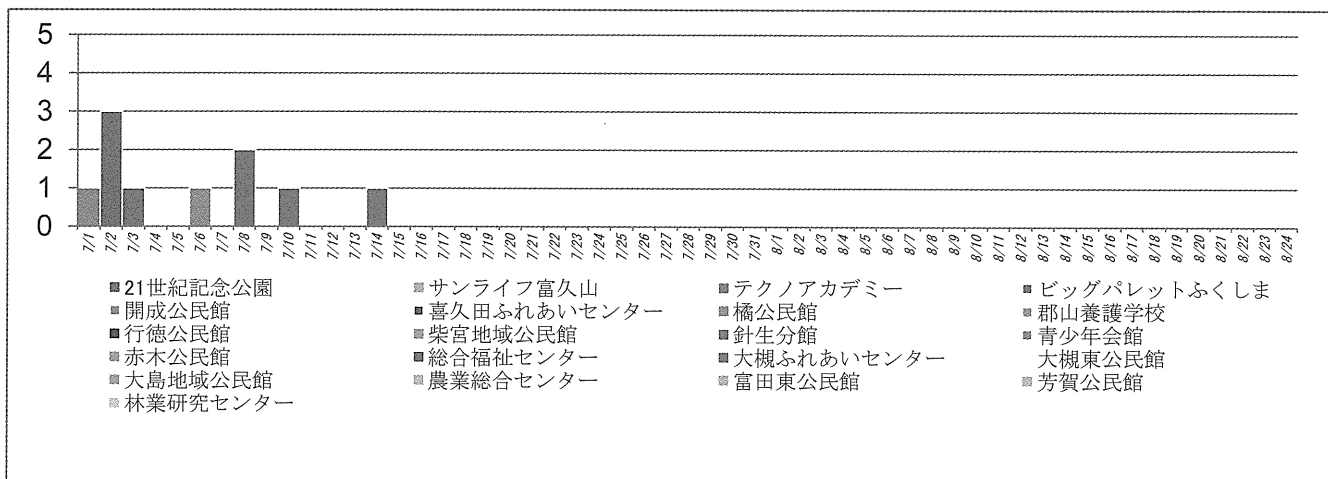 5
4
3
2
1
0
7/1 7/2 7/3 7/4 7/5 7/6 7/7 7/8 7/9 7/10 7/11 7/12 7/13 7/14 7/15 7/16 7/17 7/18 7/19 7/20 7/21 7/22 7/23 7/24 7/25 7/26 7/27 7/28 7/29 7/30 7/31 8/1 8/2 8/3 8/4 8/5 8/6 8/7 8/8 8/9 8/10 8/11 8/12 8/13 8/14 8/15 8/16 8/17 8/18 8/19 8/20 8/21 8/22 8/23 8/24
21世紀記念公園 サンライフ富久山 テクノアカデミー ビッグパレットふくしま
開成公民館 喜久田ふれあいセンター 橘公民館 郡山養護学校
行徳公民館 柴宮地域公民館 針生分館 青少年会館
赤木公民館 総合福祉センター 大槻ふれあいセンター 大槻東公民館
大島地域公民館 農業総合センター 富田東公民館 芳賀公民館
林業研究センター